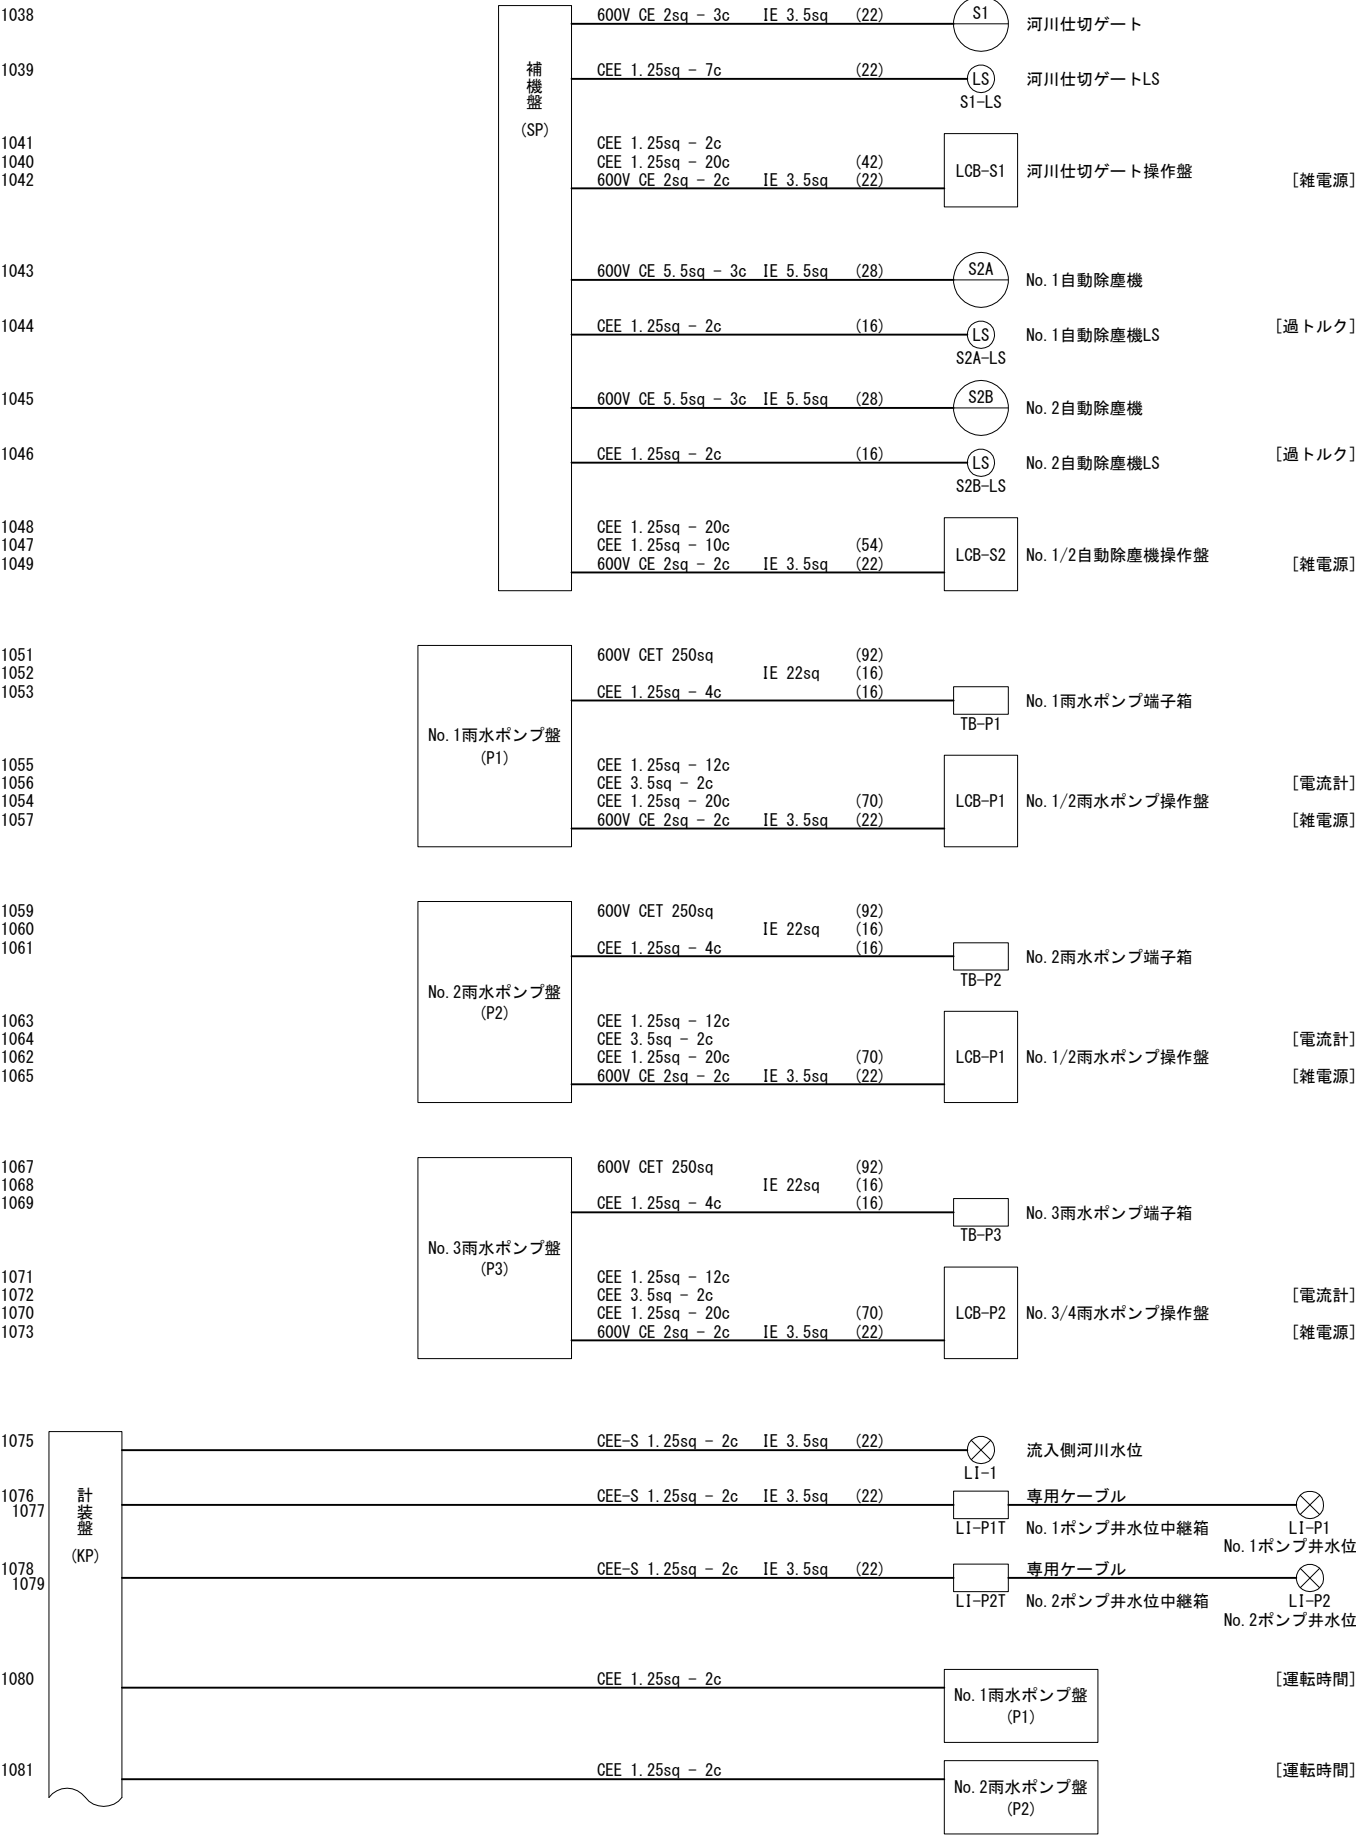 1038 600V CE 2sq - 3c IE 3.5sq (22) S1 河川仕切ゲート
補機盤
(SP)
1039 CEE 1.25sq - 7c (22) LS 河川仕切ゲートLS
S1-LS
1041 CEE 1.25sq - 2c
1040 CEE 1.25sq - 20c (42)
LCB-S1 河川仕切ゲート操作盤
1042 600V CE 2sq - 2c IE 3.5sq (22) [雑電源]
1043 600V CE 5.5sq - 3c IE 5.5sq (28) S2A No.1自動除塵機
1044 CEE 1.25sq - 2c (16) LS No.1自動除塵機LS [過トルク]
S2A-LS
1045 600V CE 5.5sq - 3c IE 5.5sq (28) S2B No.2自動除塵機
1046 CEE 1.25sq - 2c (16) LS No.2自動除塵機LS [過トルク]
S2B-LS
1048 CEE 1.25sq - 20c
1047 CEE 1.25sq - 10c (54)
LCB-S2 No.1/2自動除塵機操作盤
1049 600V CE 2sq - 2c IE 3.5sq (22) [雑電源]
1051 600V CET 250sq (92)
1052 IE 22sq (16)
1053 CEE 1.25sq - 4c (16) No.1雨水ポンプ端子箱
TB-P1
No.1雨水ポンプ盤
(P1)
1055 CEE 1.25sq - 12c
1056 CEE 3.5sq - 2c [電流計]
1054 CEE 1.25sq - 20c (70) LCB-P1 No.1/2雨水ポンプ操作盤
1057 600V CE 2sq - 2c IE 3.5sq (22) [雑電源]
1059 600V CET 250sq (92)
1060 IE 22sq (16)
1061 CEE 1.25sq - 4c (16) No.2雨水ポンプ端子箱
TB-P2
No.2雨水ポンプ盤
(P2)
1063 CEE 1.25sq - 12c
1064 CEE 3.5sq - 2c [電流計]
1062 CEE 1.25sq - 20c (70) LCB-P1 No.1/2雨水ポンプ操作盤
1065 600V CE 2sq - 2c IE 3.5sq (22) [雑電源]
1067 600V CET 250sq (92)
1068 IE 22sq (16)
1069 CEE 1.25sq - 4c (16) No.3雨水ポンプ端子箱
TB-P3
No.3雨水ポンプ盤
(P3)
1071 CEE 1.25sq - 12c
1072 CEE 3.5sq - 2c [電流計]
1070 CEE 1.25sq - 20c (70) LCB-P2 No.3/4雨水ポンプ操作盤
1073 600V CE 2sq - 2c IE 3.5sq (22) [雑電源]
1075 CEE-S 1.25sq - 2c IE 3.5sq (22) 流入側河川水位
LI-1
計装盤
(KP)
1076 CEE-S 1.25sq - 2c IE 3.5sq (22) 専用ケーブル
1077
LI-P1T No.1ポンプ井水位中継箱 LI-P1
No.1ポンプ井水位
1078 CEE-S 1.25sq - 2c IE 3.5sq (22) 専用ケーブル
1079
LI-P2T No.2ポンプ井水位中継箱 LI-P2
No.2ポンプ井水位
1080 CEE 1.25sq - 2c [運転時間]
No.1雨水ポンプ盤
(P1)
1081 CEE 1.25sq - 2c [運転時間]
No.2雨水ポンプ盤
(P2)